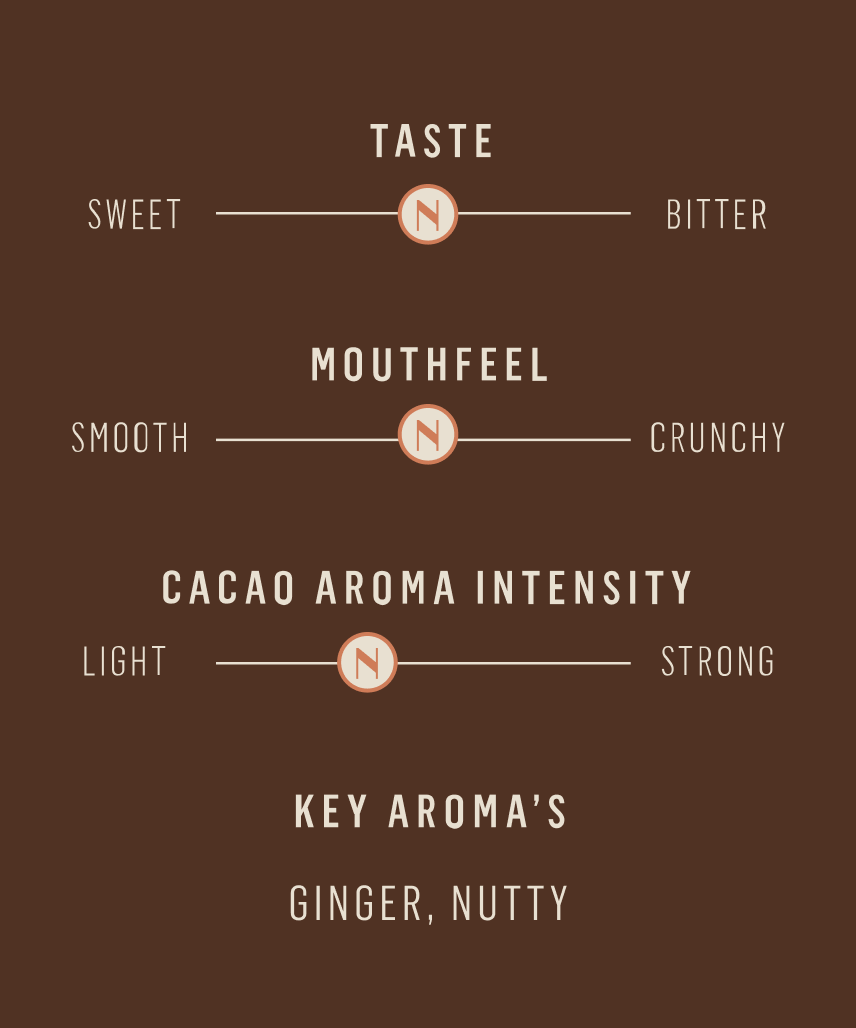 TASTE
SWEET N BITTER
MOUTHFEEL
SMOOTH N CRUNCHY
CACAO AROMA INTENSITY
LIGHT N STRONG
KEY AROMA’S
GINGER, NUTTY